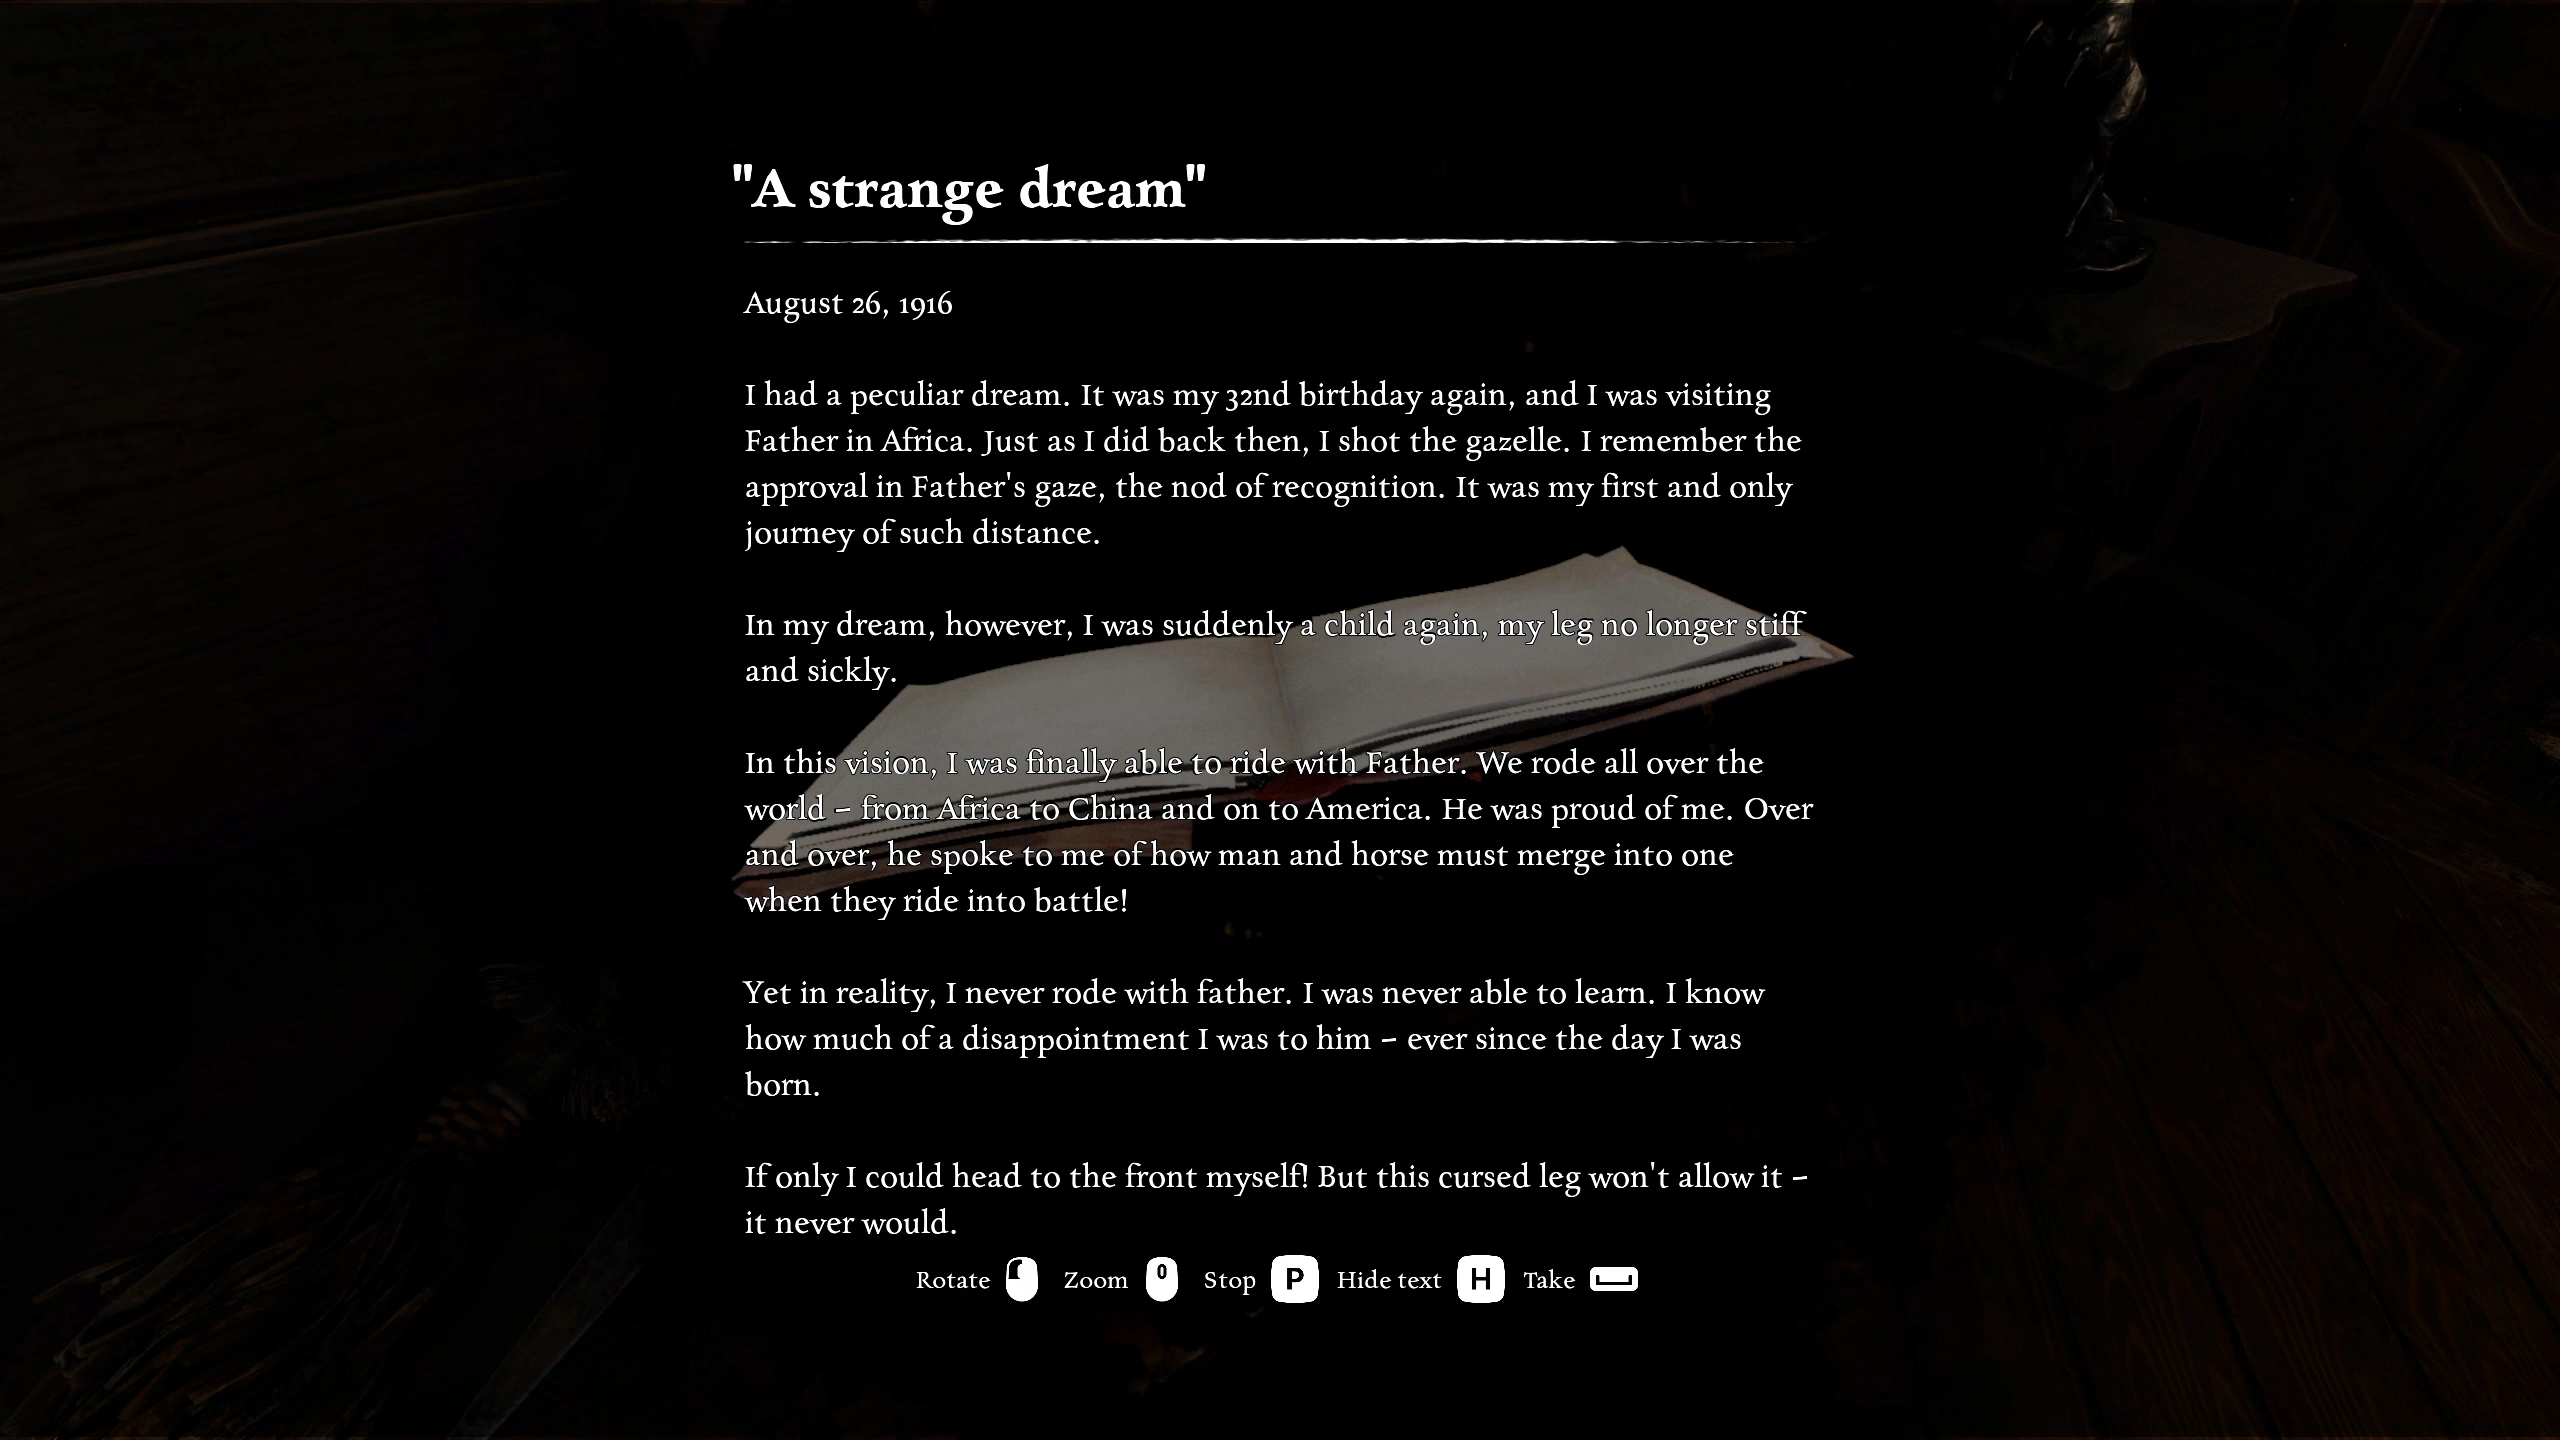 "A strange dream"
August 26, 1916
I had a peculiar dream. It was my 32nd birthday again, and I was visiting
Father in Africa. Just as I did back then, I shot the gazelle. I remember the
approval in Father's gaze, the nod of recognition. It was my first and only
journey of such distance.
In my dream, however, I was suddenly a child again, my leg no longer stiff
and sickly.
In this vision, I was finally able to ride with Father. We rode all over the
world – from Africa to China and on to America. He was proud of me. Over
and over, he spoke to me of how man and horse must merge into one
when they ride into battle!
Yet in reality, I never rode with father. I was never able to learn. I know
how much of a disappointment I was to him – ever since the day I was
born.
If only I could head to the front myself! But this cursed leg won't allow it –
it never would.
Rotate Zoom 0 Stop P Hide text H Take